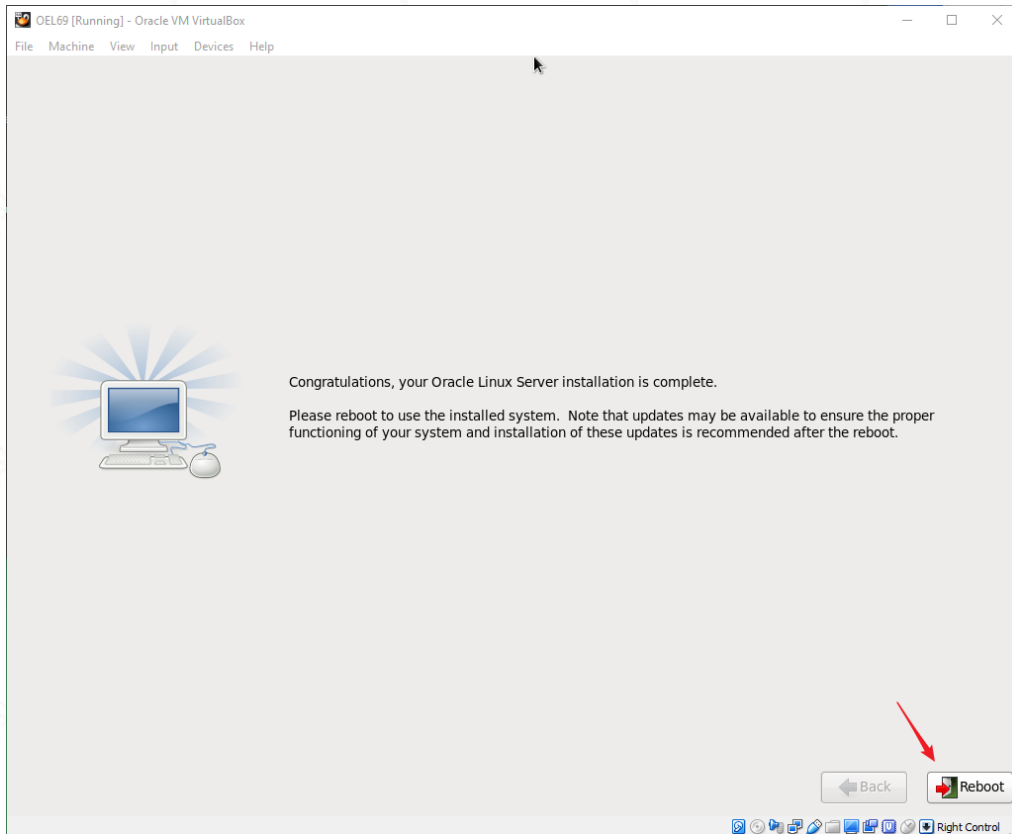 OEL69 [Running] - Oracle VM VirtualBox
File Machine View Input Devices Help
Congratulations, your Oracle Linux Server installation is complete.
Please reboot to use the installed system.  Note that updates may be available to ensure the proper
functioning of your system and installation of these updates is recommended after the reboot.
Back
Reboot
Right Control